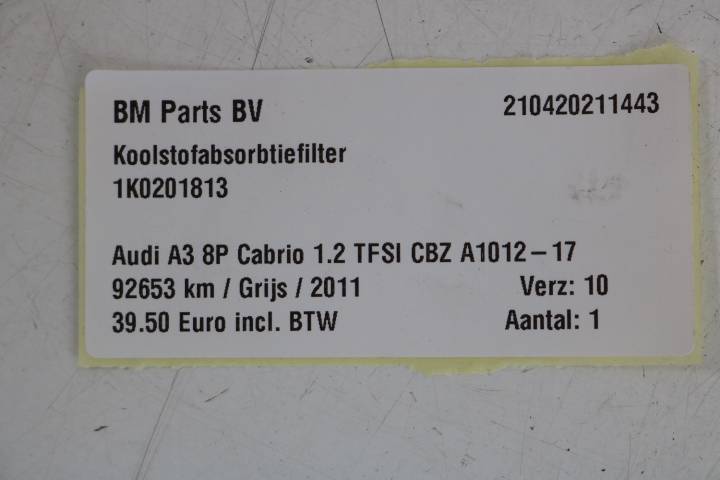 BM Parts BV 210420211443
Koolstofabsorbtiefilter
1K0201813
Audi A3 8P Cabrio 1.2 TFSI CBZ A1012 – 17
92653 km / Grijs / 2011 Verz: 10
39.50 Euro incl. BTW Aantal: 1